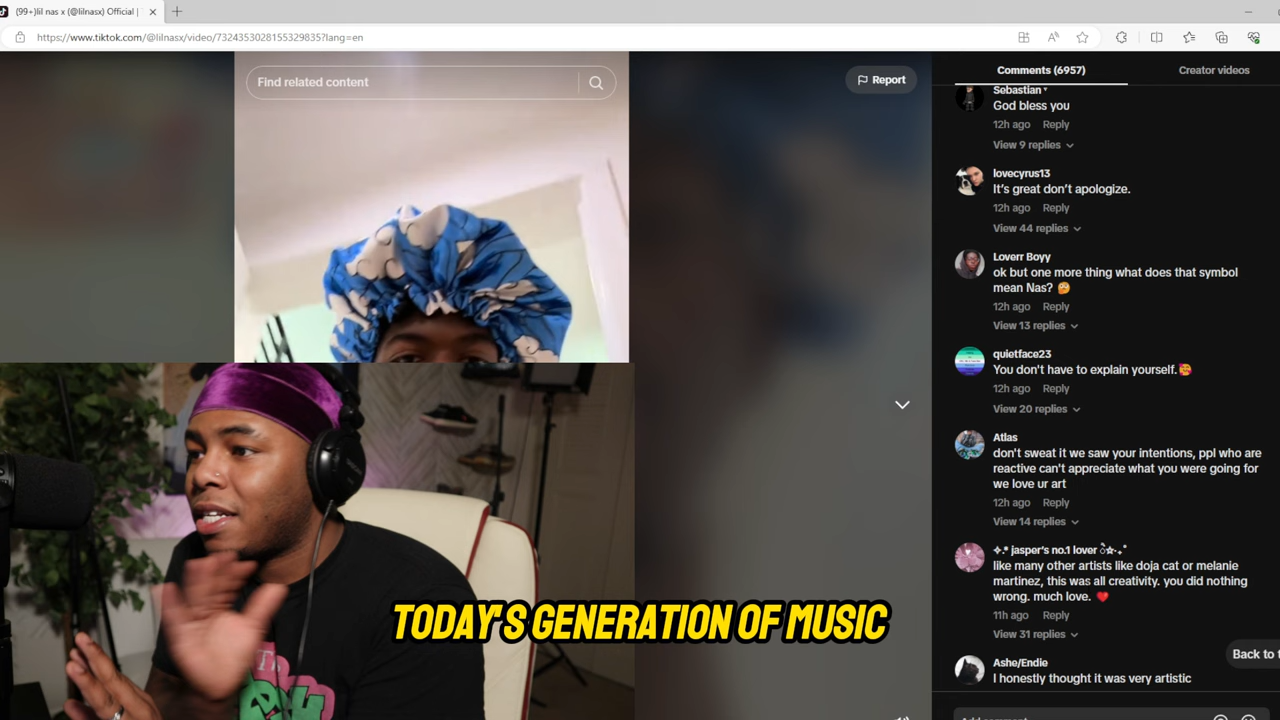 (99+)lil nas x (@lilnasx) Official |
https://www.tiktok.com/@lilnasx/video/7324353028155329835?lang=en
Find related content
Report
Comments (6957)
Creator videos
Sebastian
God bless you
12h ago Reply
View 9 replies
lovecyrus13
It's great don't apologize.
12h ago Reply
View 44 replies
Loverr Boyy
ok but one more thing what does that symbol
mean Nas?
12h ago Reply
View 13 replies
quietface23
You don't have to explain yourself.🥰
12h ago Reply
View 20 replies
Atlas
don't sweat it we saw your intentions, ppl who are
reactive can't appreciate what you were going for
we love ur art
12h ago Reply
View 14 replies
jasper's no.1 lover
like many other artists like doja cat or melanie
martinez, this was all creativity. you did nothing
wrong. much love. ❤️
11h ago Reply
View 31 replies
Back to
Ashe/Endie
I honestly thought it was very artistic
TODAY'S GENERATION OF MUSIC